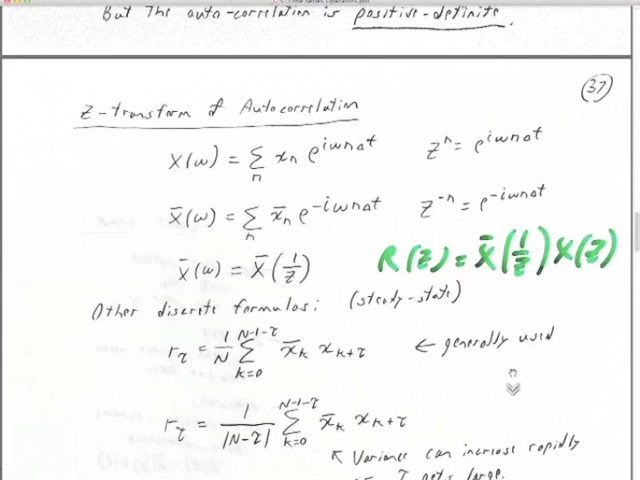 But the auto-correlation is positive-definite.
37
Z-transform of Autocorrelation
X(ω) = Σ_n x_n e^{iωnΔt}    Z^n = e^{iωnΔt}
X̄(ω) = Σ_n x̄_n e^{-iωnΔt}    Z^{-n} = e^{-iωnΔt}
X̄(ω) = X̄(1/Z)    R(Z) = X̄(1/Z) X(Z)
Other discrete formulas: (steady-state)
r_τ = 1/N Σ_{k=0}^{N-1-τ} x̄_k x_{k+τ}    ← generally used
r_τ = 1/|N-τ| Σ_{k=0}^{N-1-τ} x̄_k x_{k+τ}
↖ Variance can increase rapidly
τ gets large.